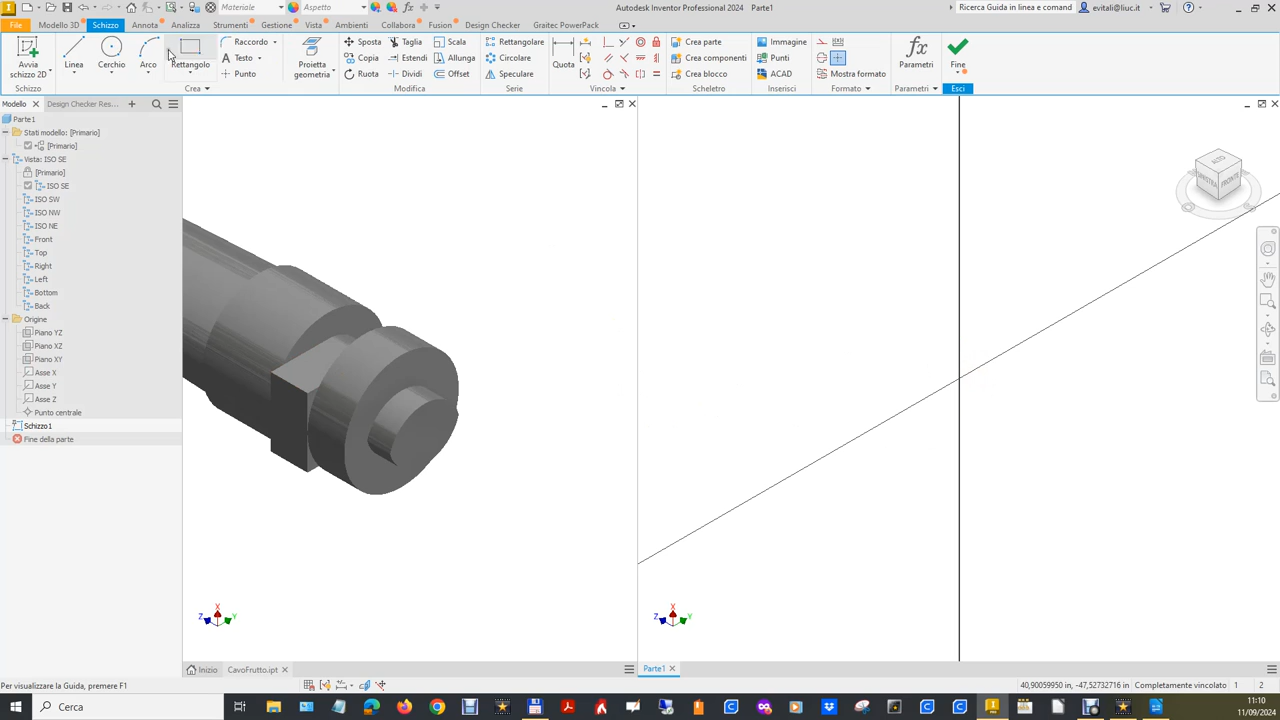 Materiale
Aspetto
Autodesk Inventor Professional 2024 Parte1
Ricerca Guida in linea e comand
evitali@liuc.it
File Modello 3D Schizzo Annota Analizza Strumenti Gestione Vista Ambienti Collabora Fusion Design Checker Graitec PowerPack
Raccordo Sposta Taglia Scala Rettangolare Crea parte Immagine
Testo Copia Estendi Allunga Circolare Crea componenti Punti ACAD
Avvia schizzo 2D Linea Cerchio Arco Rettangolo Punto Proietta geometria Ruota Dividi Offset Speculare Quota Crea blocco Mostra formato Parametri Fine
Schizzo Crea Modifica Serie Vincola Scheletro Inserisci Formato Parametri Esci
Modello Design Checker Res...
Parte1
Stati modello: [Primario]
[Primario]
Vista: ISO SE
[Primario]
ISO SE
ISO SW
ISO NW
ISO NE
Front
Top
Right
Left
Bottom
Back
Origine
Piano YZ
Piano XZ
Piano XY
Asse X
Asse Y
Asse Z
Punto centrale
Schizzo1
Fine della parte
ALTO
SINISTRA FRONTE
X
Z Y
X
Z Y
Inizio CavoFrutto.ipt
Parte1
Per visualizzare la Guida, premere F1
40,90059950 in, -47,52732716 in Completamente vincolato 1 2
Cerca
11:10
11/09/2024